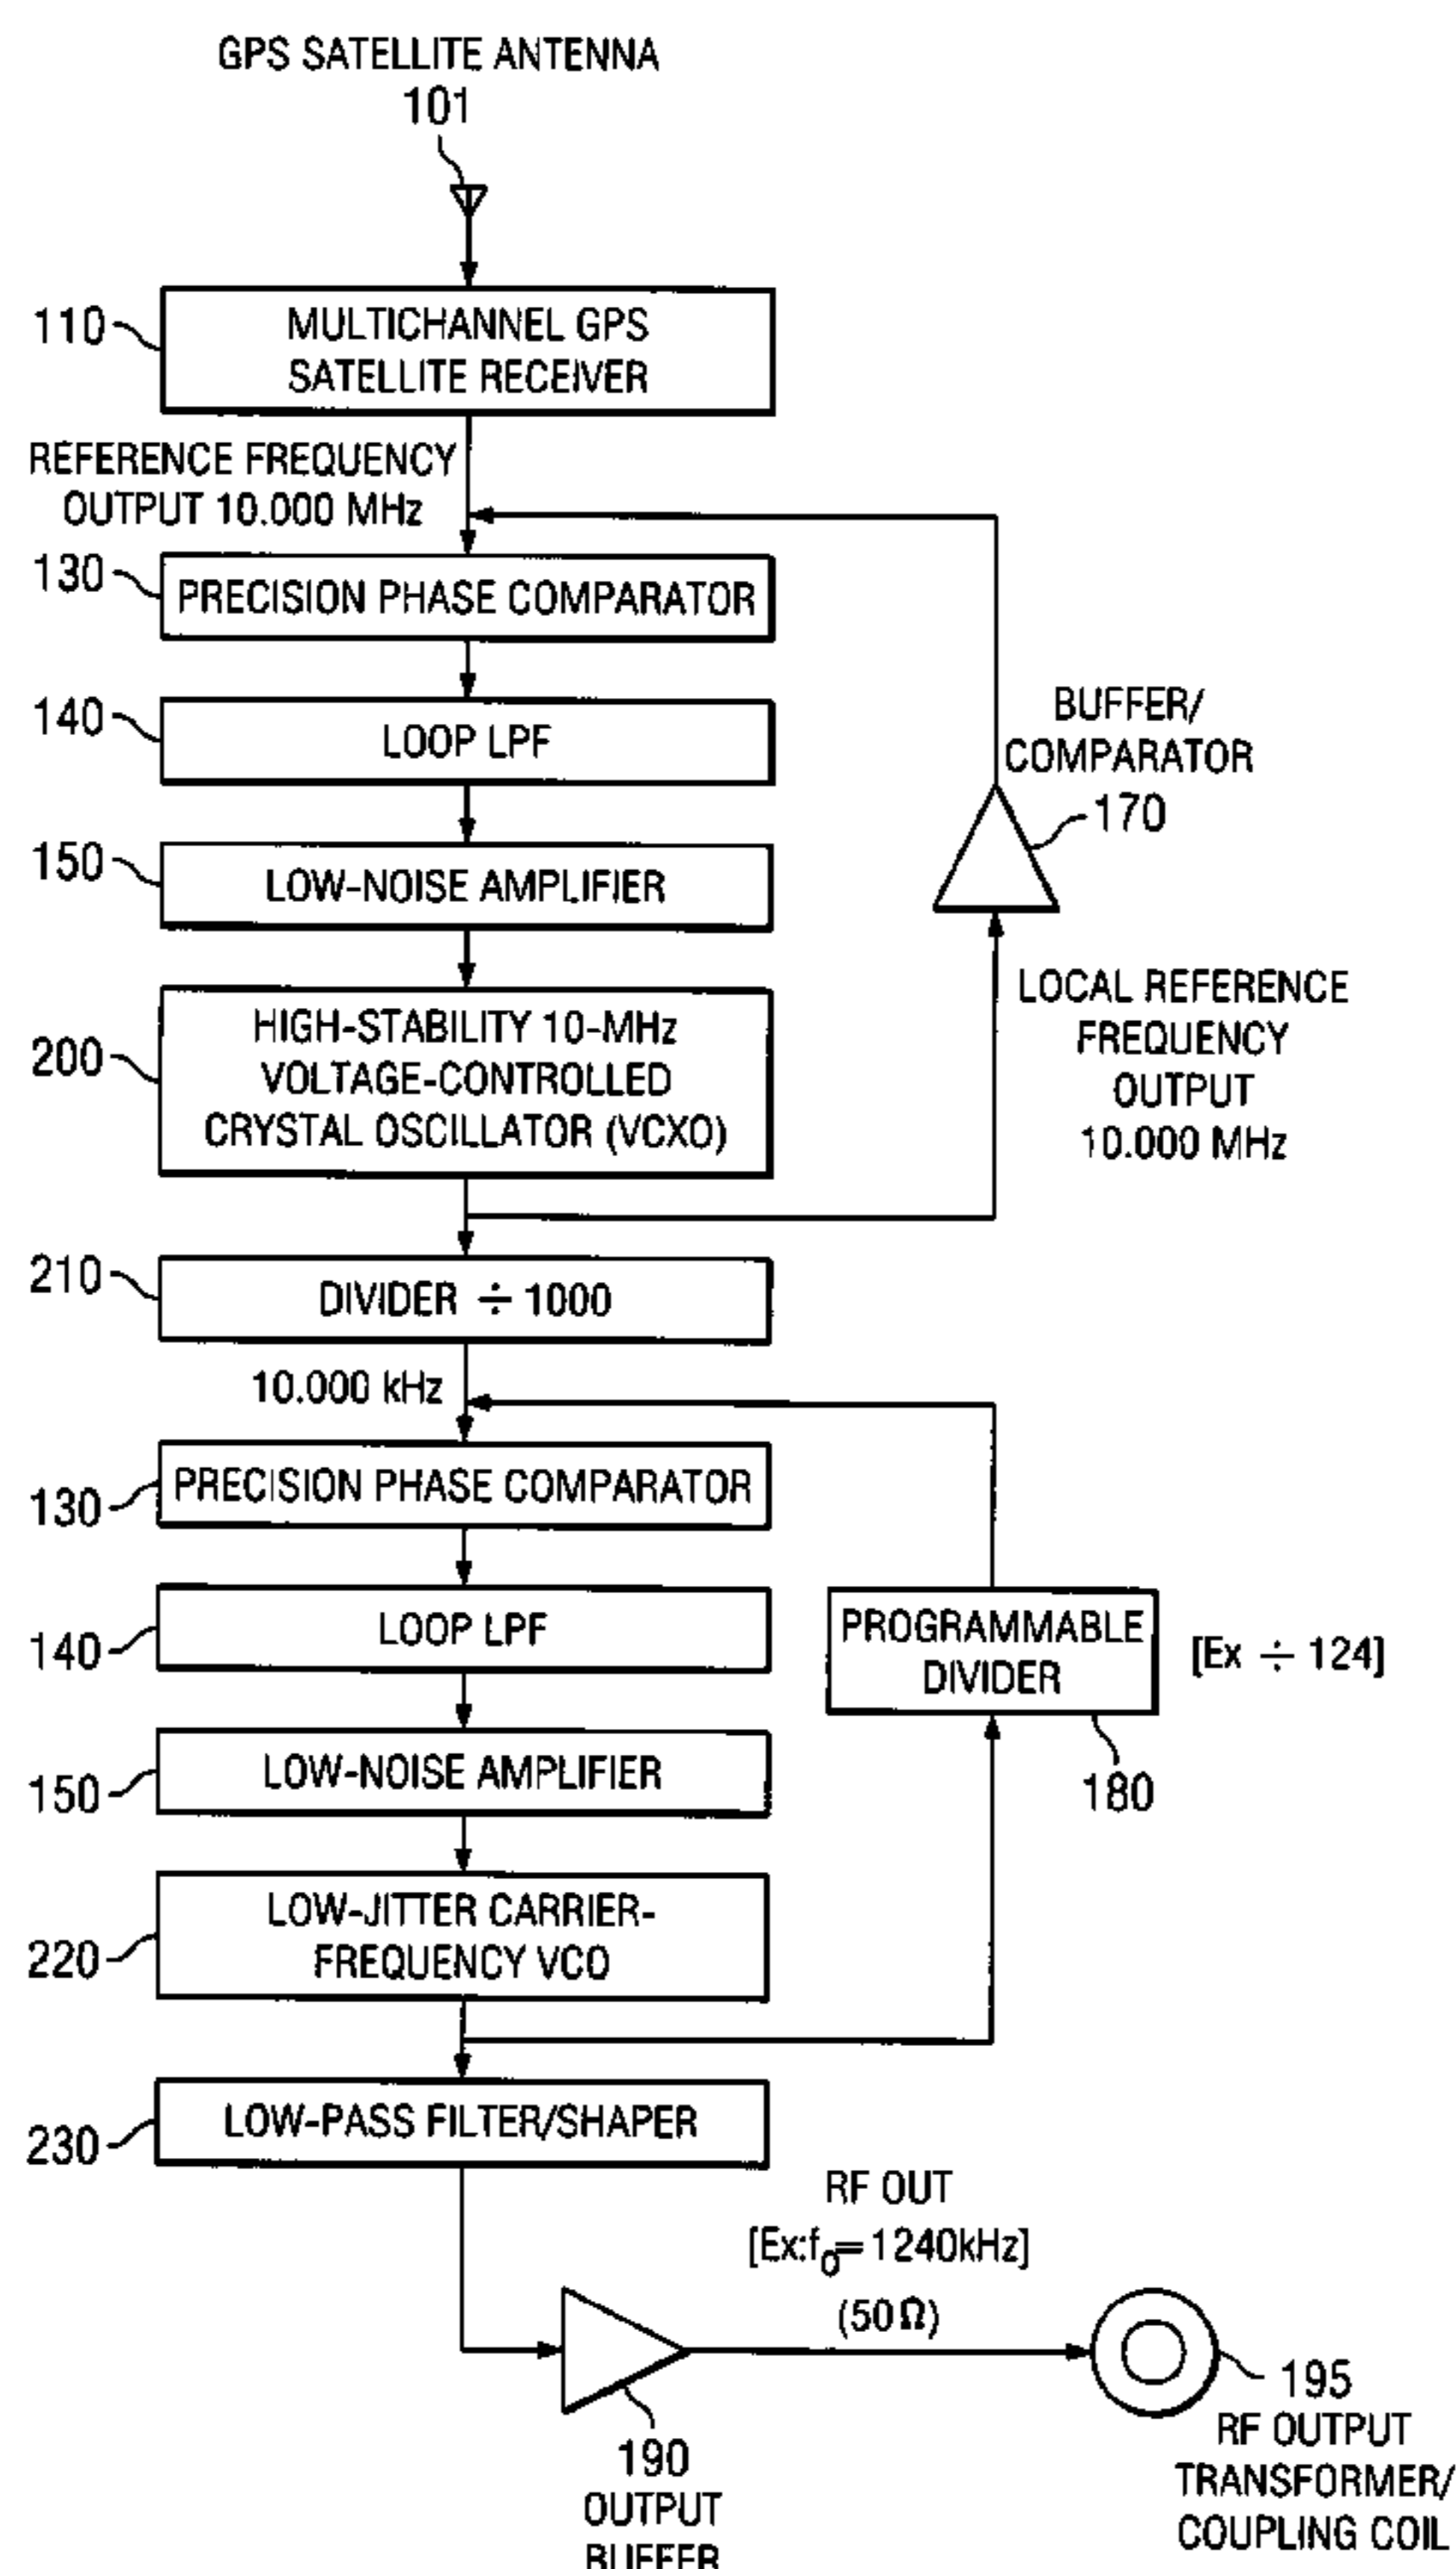 GPS SATELLITE ANTENNA
101
110
MULTICHANNEL GPS
SATELLITE RECEIVER
REFERENCE FREQUENCY
OUTPUT 10.000 MHz
130
PRECISION PHASE COMPARATOR
140
LOOP LPF
BUFFER/
COMPARATOR
170
150
LOW-NOISE AMPLIFIER
200
HIGH-STABILITY 10-MHz
VOLTAGE-CONTROLLED
CRYSTAL OSCILLATOR (VCXO)
LOCAL REFERENCE
FREQUENCY
OUTPUT
10.000 MHz
210
DIVIDER ÷ 1000
10.000 kHz
130
PRECISION PHASE COMPARATOR
140
LOOP LPF
PROGRAMMABLE
DIVIDER
[Ex ÷ 124]
180
150
LOW-NOISE AMPLIFIER
220
LOW-JITTER CARRIER-
FREQUENCY VCO
230
LOW-PASS FILTER/SHAPER
RF OUT
[Ex:fo=1240kHz]
(50Ω)
190
OUTPUT
BUFFER
195
RF OUTPUT
TRANSFORMER/
COUPLING COIL